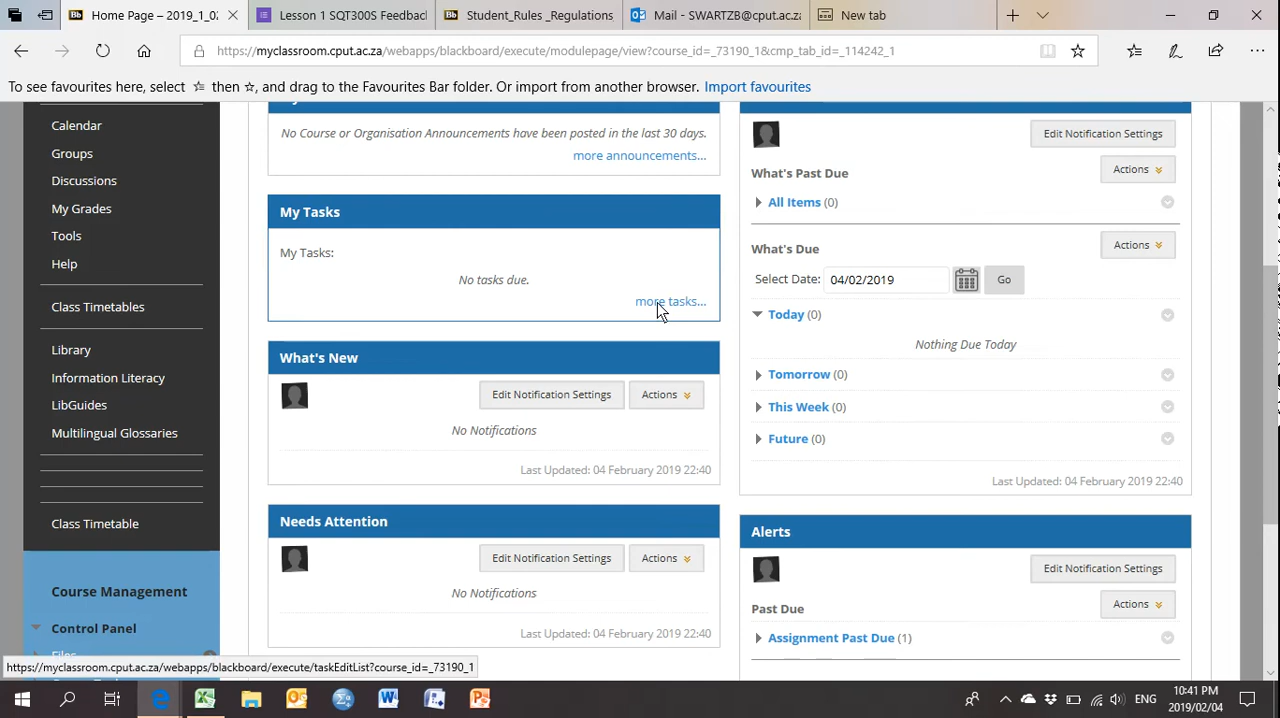 Home Page – 2019_1_0
Lesson 1 SQT300S Feedback
Student_Rules _Regulations
Mail - SWARTZB@cput.ac.za
New tab
https://myclassroom.cput.ac.za/webapps/blackboard/execute/modulepage/view?course_id=_73190_1&cmp_tab_id=_114242_1
To see favourites here, select ☆ then ☆, and drag to the Favourites Bar folder. Or import from another browser. Import favourites
Calendar
Groups
Discussions
My Grades
Tools
Help
Class Timetables
Library
Information Literacy
LibGuides
Multilingual Glossaries
Class Timetable
Course Management
Control Panel
Files
No Course or Organisation Announcements have been posted in the last 30 days.
more announcements...
My Tasks
My Tasks:
No tasks due.
more tasks...
What's New
Edit Notification Settings
Actions
No Notifications
Last Updated: 04 February 2019 22:40
Needs Attention
Edit Notification Settings
Actions
No Notifications
Last Updated: 04 February 2019 22:40
Edit Notification Settings
What's Past Due
Actions
All Items (0)
What's Due
Actions
Select Date: 04/02/2019 Go
Today (0)
Nothing Due Today
Tomorrow (0)
This Week (0)
Future (0)
Last Updated: 04 February 2019 22:40
Alerts
Edit Notification Settings
Past Due
Actions
Assignment Past Due (1)
https://myclassroom.cput.ac.za/webapps/blackboard/execute/taskEditList?course_id=_73190_1
ENG
10:41 PM
2019/02/04